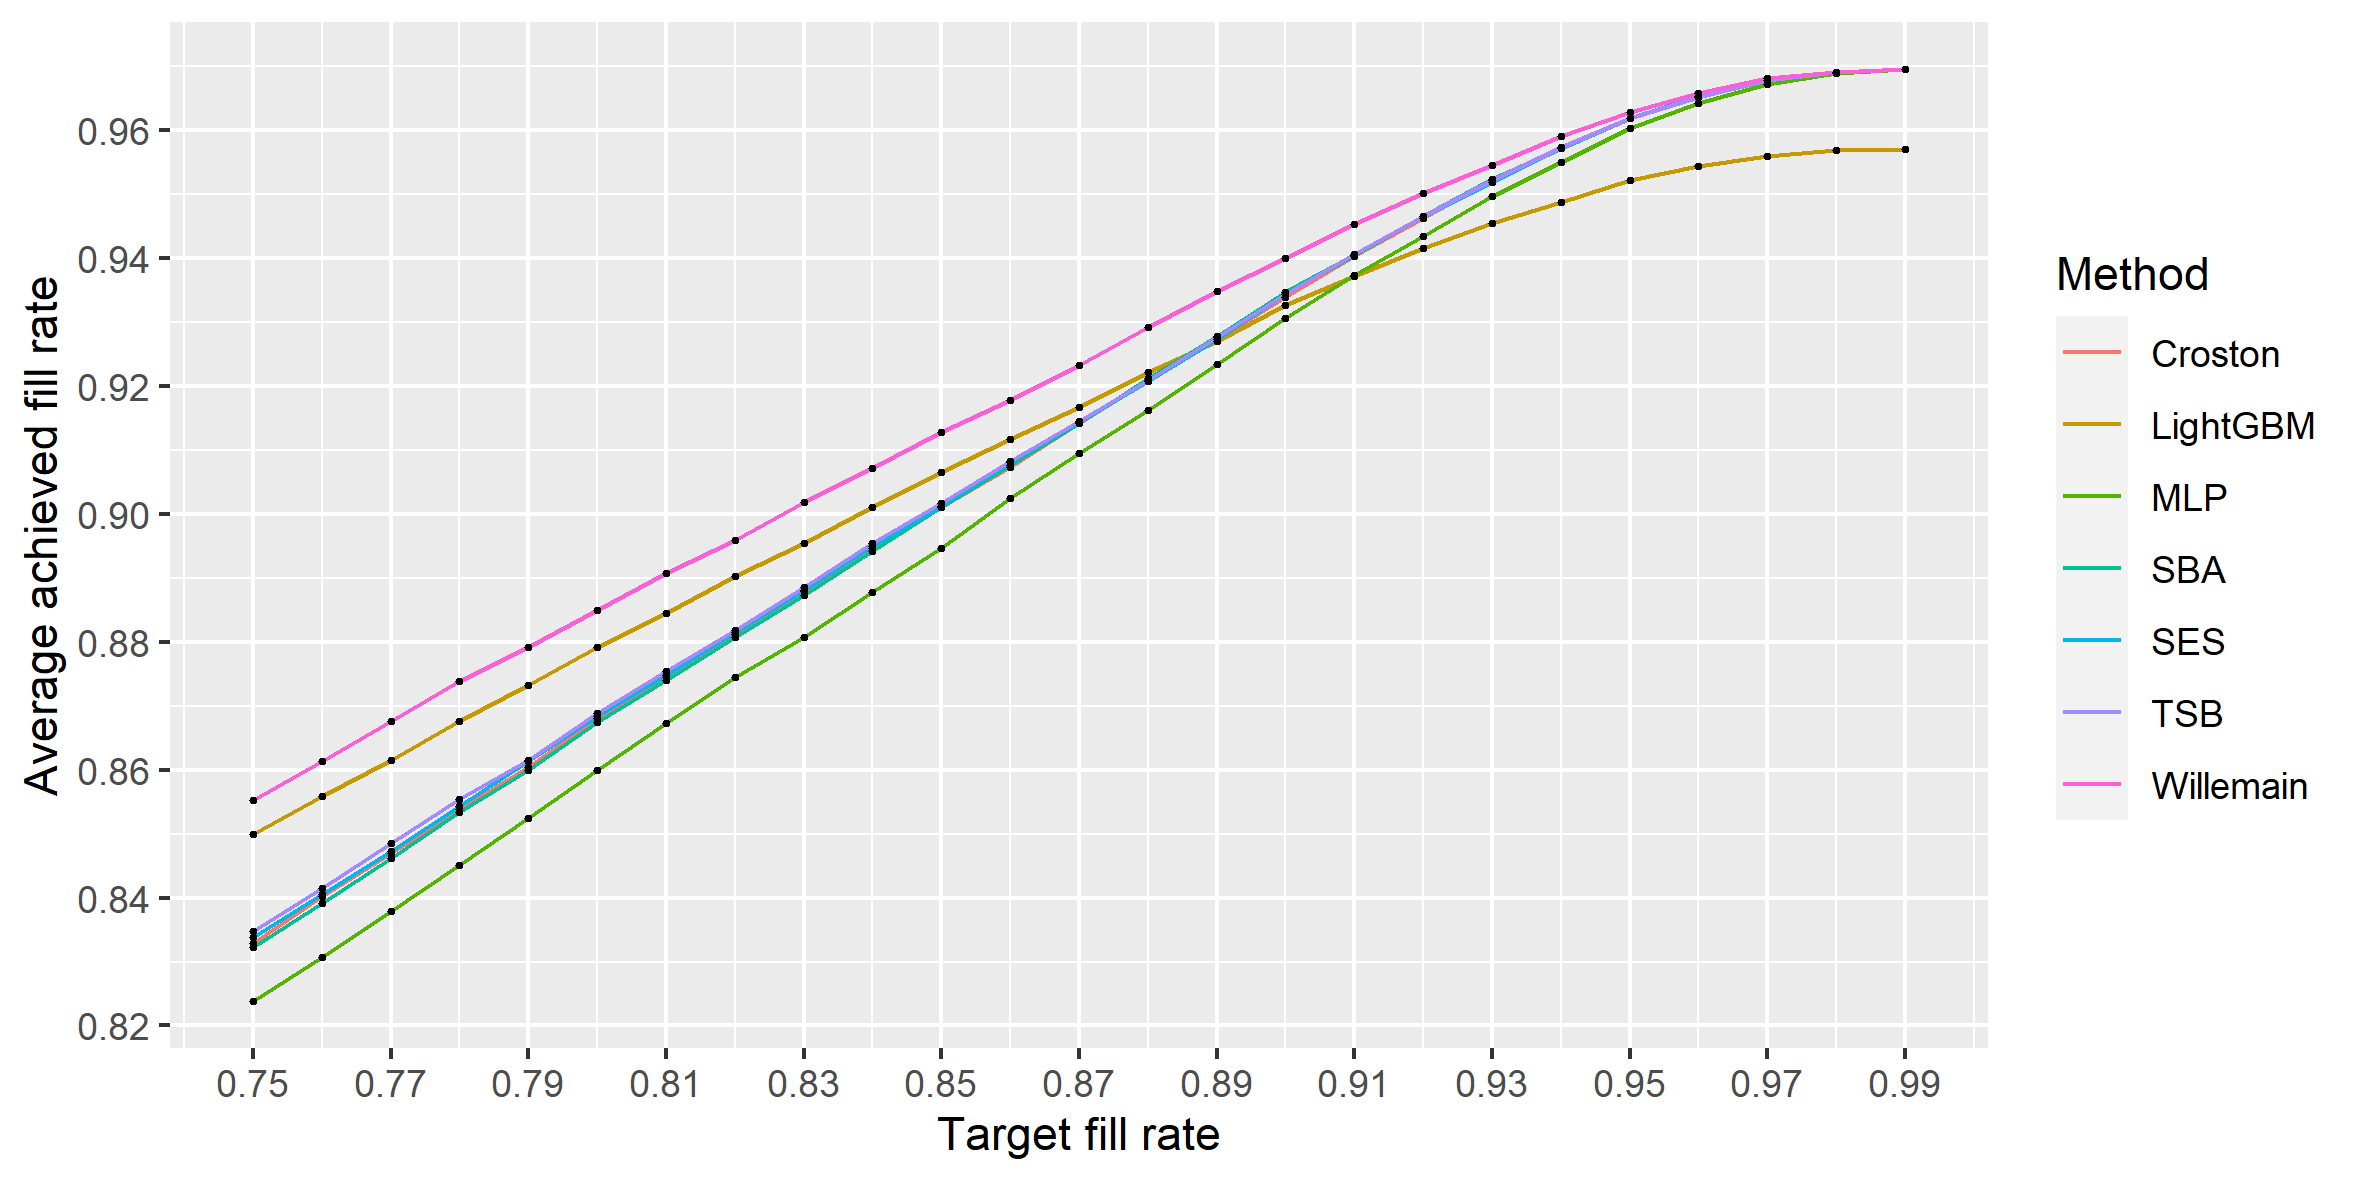 Average achieved fill rate
0.96
0.94
0.92
0.90
0.88
0.86
0.84
0.82
0.75 0.77 0.79 0.81 0.83 0.85 0.87 0.89 0.91 0.93 0.95 0.97 0.99
Target fill rate
Method
Croston
LightGBM
MLP
SBA
SES
TSB
Willemain